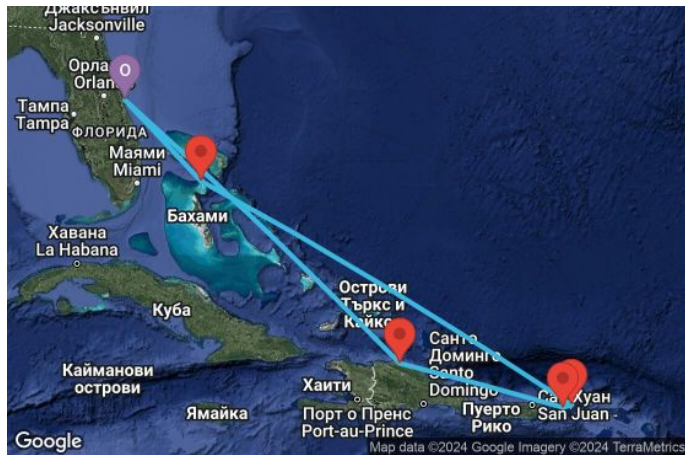 Джаксънвил
Jacksonville
O
Орла
Orlan
Тампа
Tampa
ФЛОРИДА
Маями
Miami
Бахами
Хавана
La Habana
Куба
Острови
Търкс и
Кайко
Кайманови
острови
Ямайка
Хаити
Порт о Пренс
Port-au-Prince
Санто
Доминго
Santo
Domingo
Пуерто
Рико
Сан Хуан
San Juan
Google
Map data ©2024 Google Imagery ©2024 TerraMetrics